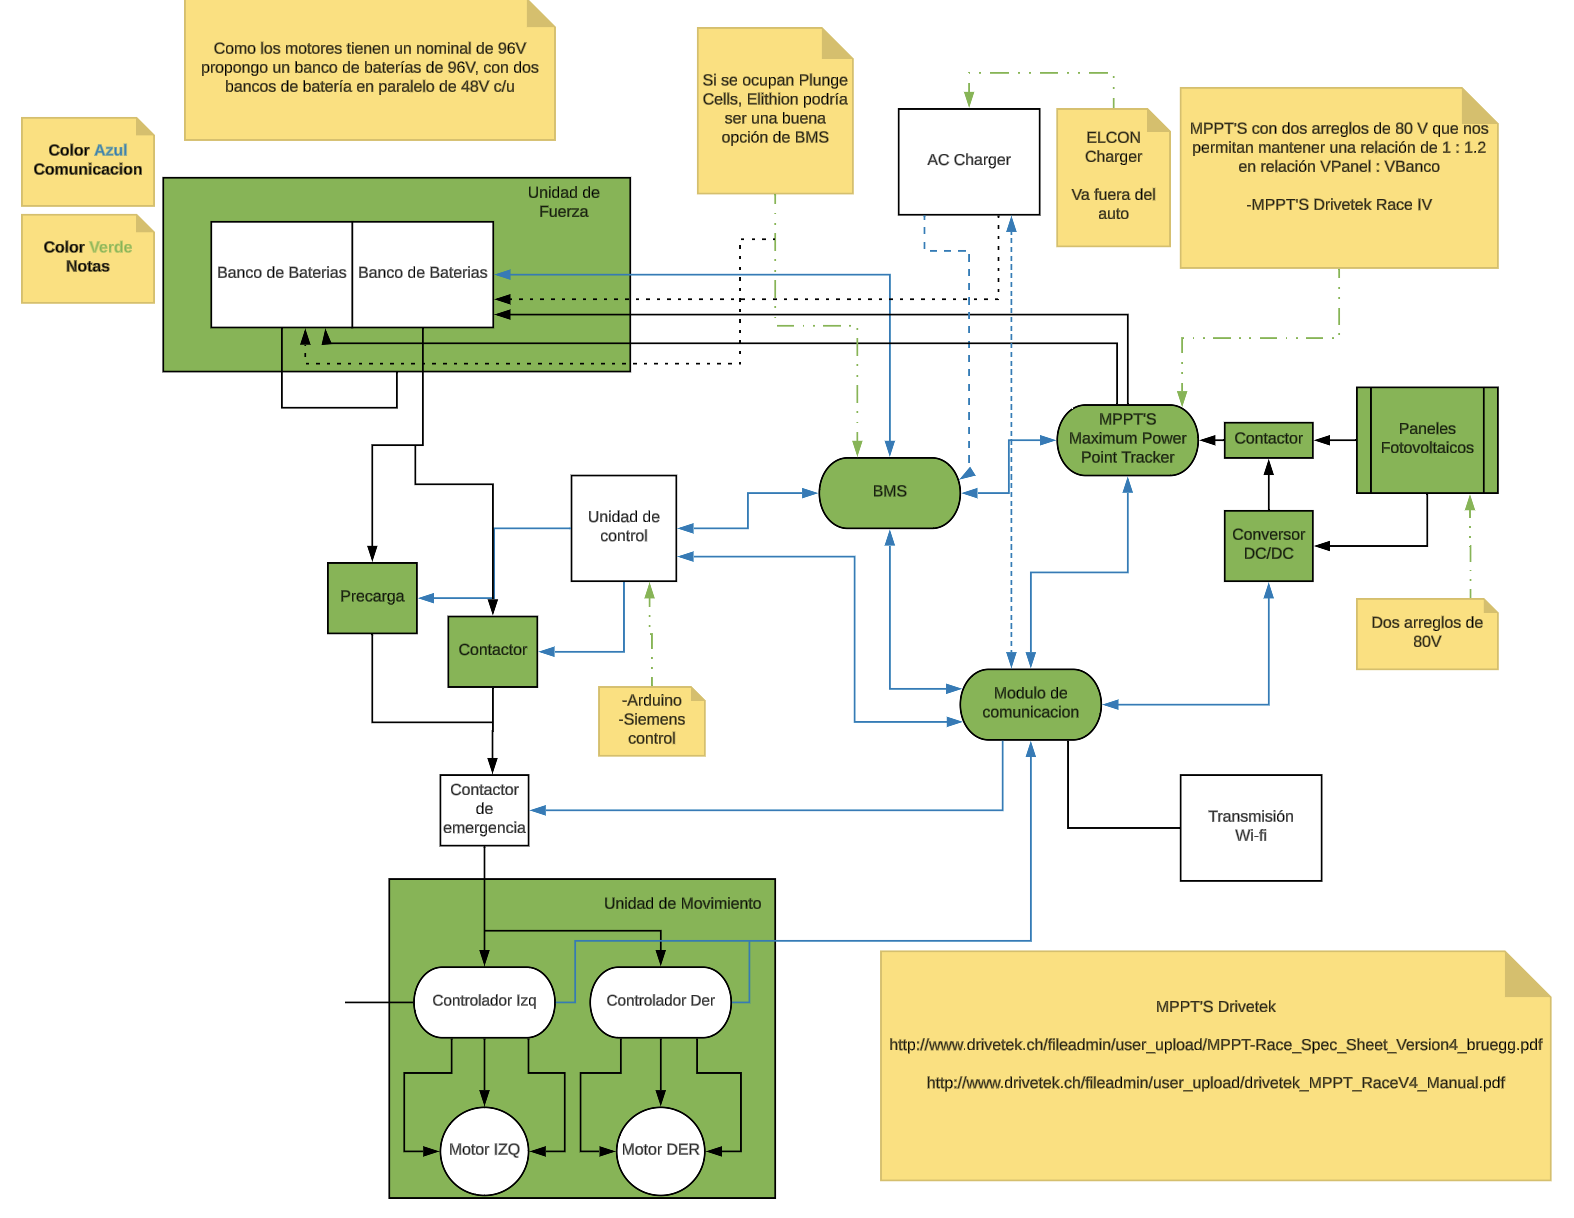 Como los motores tienen un nominal de 96V
propongo un banco de baterías de 96V, con dos
bancos de batería en paralelo de 48V c/u
Si se ocupan Plunge
Cells, Elithion podría
ser una buena
opción de BMS
AC Charger
ELCON
Charger
Va fuera del
auto
MPPT'S con dos arreglos de 80 V que nos
permitan mantener una relación de 1 : 1.2
en relación VPanel : VBanco
-MPPT'S Drivetek Race IV
Color Azul
Comunicacion
Color Verde
Notas
Unidad de
Fuerza
Banco de Baterias
Banco de Baterias
MPPT'S
Maximum Power
Point Tracker
Contactor
Paneles
Fotovoltaicos
BMS
Unidad de
control
Conversor
DC/DC
Precarga
Contactor
Dos arreglos de
80V
-Arduino
-Siemens
control
Modulo de
comunicacion
Contactor
de
emergencia
Transmisión
Wi-fi
Unidad de Movimiento
Controlador Izq
Controlador Der
Motor IZQ
Motor DER
MPPT'S Drivetek
http://www.drivetek.ch/fileadmin/user_upload/MPPT-Race_Spec_Sheet_Version4_bruegg.pdf
http://www.drivetek.ch/fileadmin/user_upload/drivetek_MPPT_RaceV4_Manual.pdf